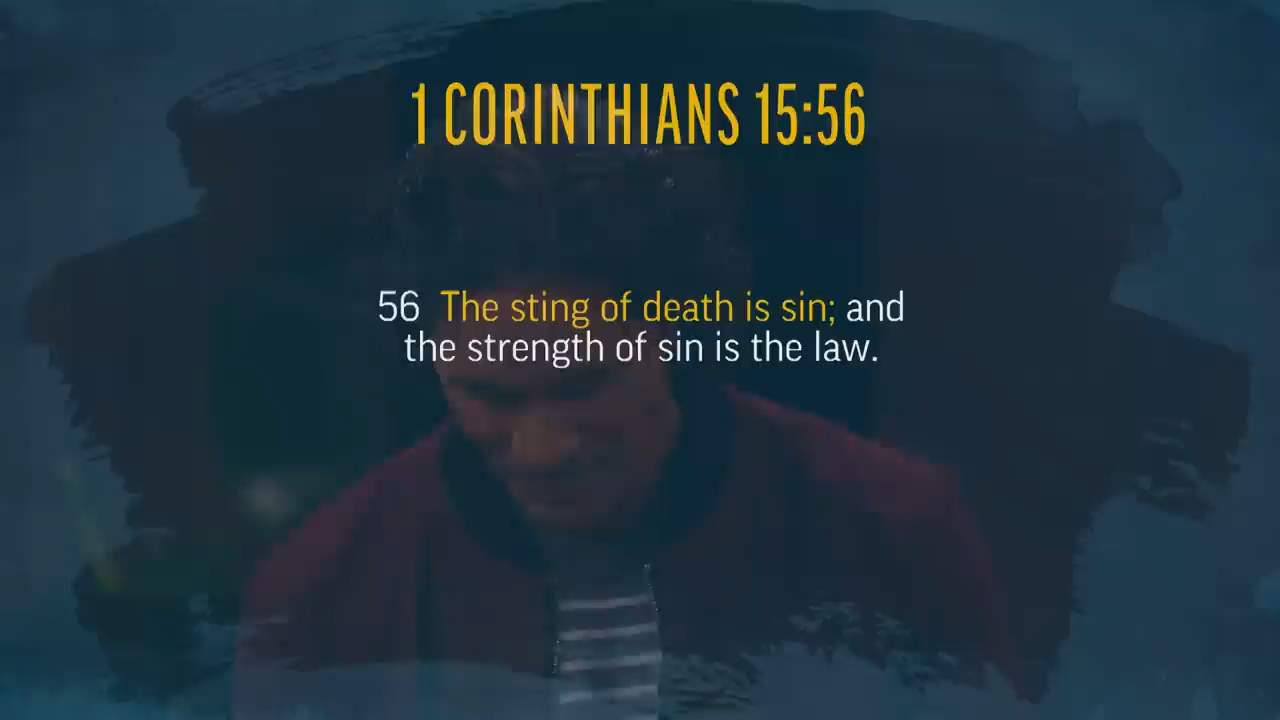 1 CORINTHIANS 15:56
56 The sting of death is sin; and
the strength of sin is the law.